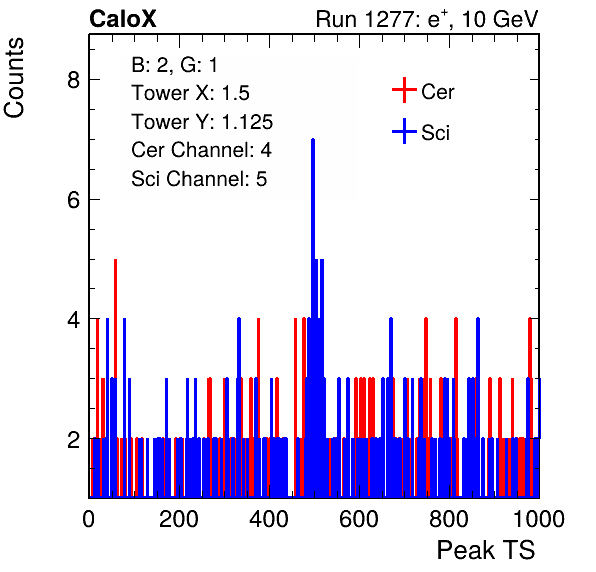 CaloX Run 1277: e⁺, 10 GeV
B: 2, G: 1
Tower X: 1.5
Tower Y: 1.125
Cer Channel: 4
Sci Channel: 5
Cer
Sci
Counts
8
6
4
2
0 200 400 600 800 1000
Peak TS